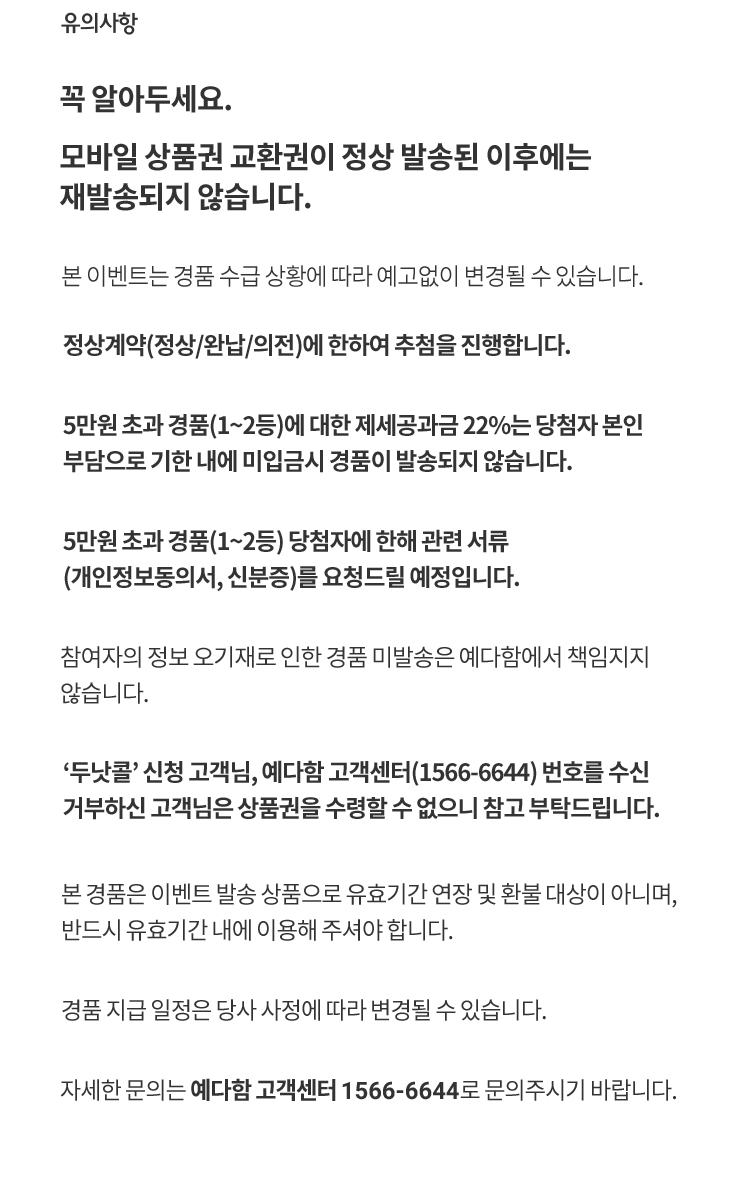 유의사항
꼭 알아두세요.
모바일 상품권 교환권이 정상 발송된 이후에는
재발송되지 않습니다.
본 이벤트는 경품 수급 상황에 따라 예고없이 변경될 수 있습니다.
정상계약(정상/완납/의전)에 한하여 추첨을 진행합니다.
5만원 초과 경품(1~2등)에 대한 제세공과금 22%는 당첨자 본인
부담으로 기한 내에 미입금시 경품이 발송되지 않습니다.
5만원 초과 경품(1~2등) 당첨자에 한해 관련 서류
(개인정보동의서, 신분증)를 요청드릴 예정입니다.
참여자의 정보 오기재로 인한 경품 미발송은 예다함에서 책임지지
않습니다.
‘두낫콜’ 신청 고객님, 예다함 고객센터(1566-6644) 번호를 수신
거부하신 고객님은 상품권을 수령할 수 없으니 참고 부탁드립니다.
본 경품은 이벤트 발송 상품으로 유효기간 연장 및 환불 대상이 아니며,
반드시 유효기간 내에 이용해 주셔야 합니다.
경품 지급 일정은 당사 사정에 따라 변경될 수 있습니다.
자세한 문의는 예다함 고객센터 1566-6644로 문의주시기 바랍니다.